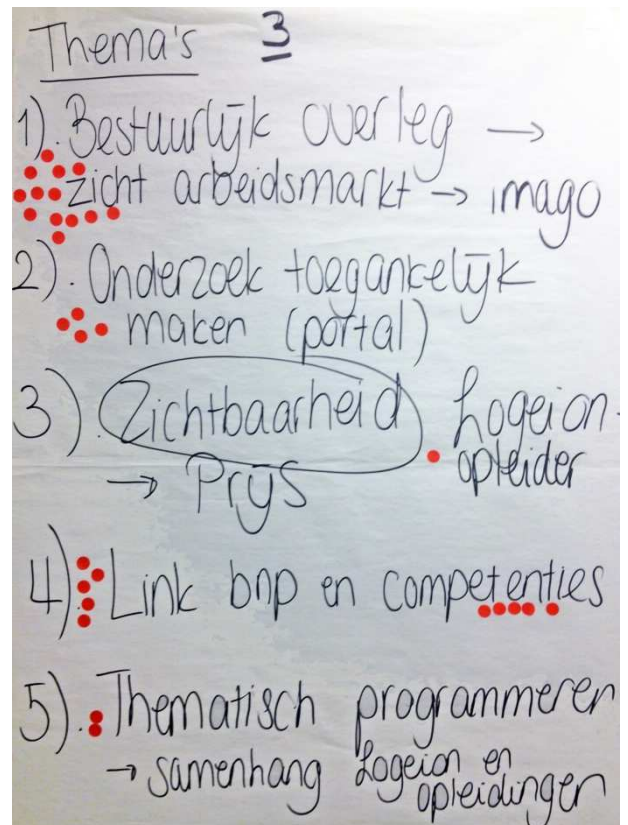 Thema's 3
1). Bestuurlijk overleg →
zicht arbeidsmarkt → imago
2). Onderzoek toegankelijk
maken (portal)
3). Zichtbaarheid Logeion-
opleider
→ Prijs
4). Link bnp en competenties
5). Thematisch programmeren
→ samenhang Logeion en
opleidingen